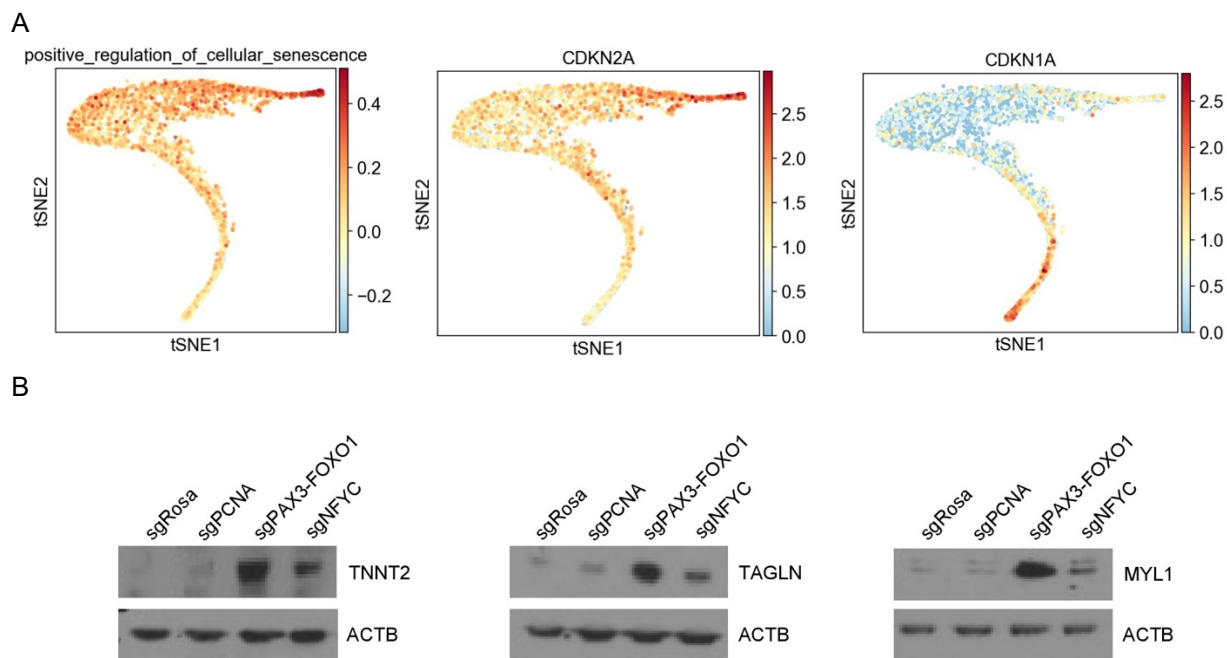 A
positive_regulation_of_cellular_senescence
0.4
0.2
0.0
−0.2
tSNE2
tSNE1
CDKN2A
2.5
2.0
1.5
1.0
0.5
0.0
tSNE2
tSNE1
CDKN1A
2.5
2.0
1.5
1.0
0.5
0.0
tSNE2
tSNE1
B
sgRosa
sgPCNA
sgPAX3-FOXO1
sgNFYC
TNNT2
ACTB
sgRosa
sgPCNA
sgPAX3-FOXO1
sgNFYC
TAGLN
ACTB
sgRosa
sgPCNA
sgPAX3-FOXO1
sgNFYC
MYL1
ACTB